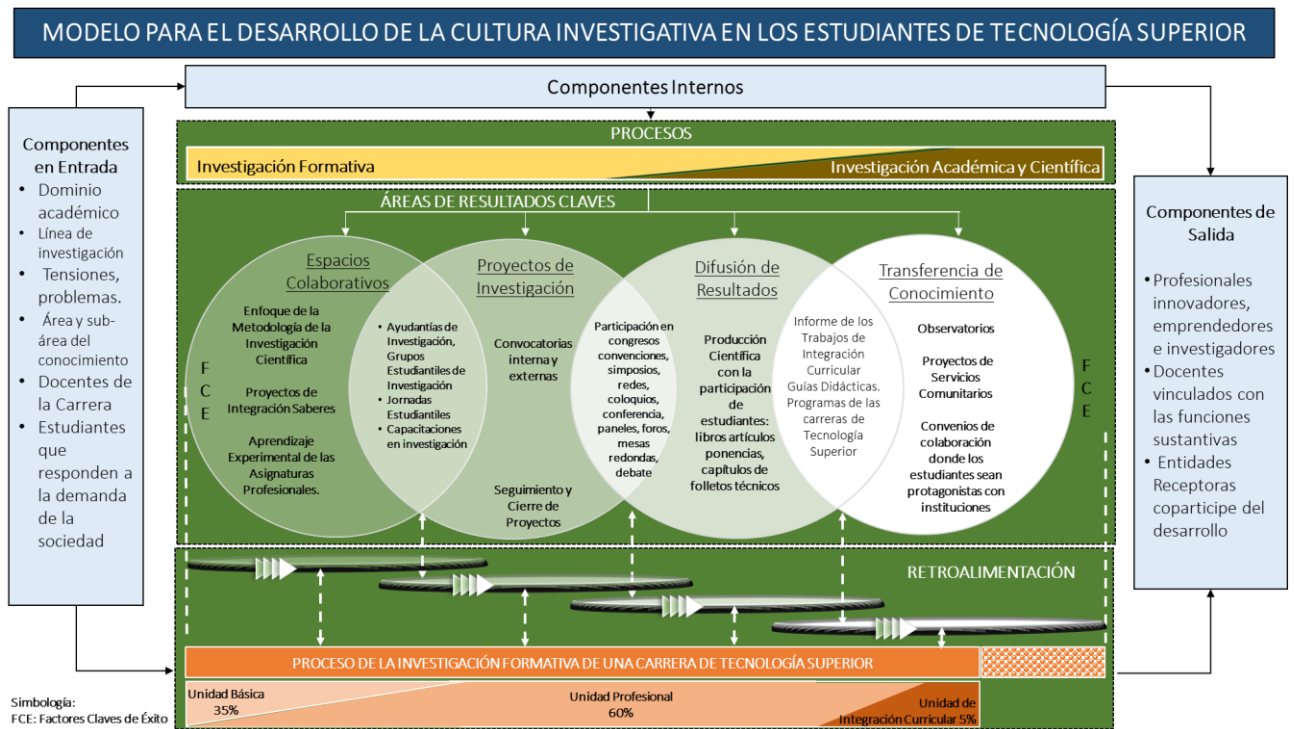 MODELO PARA EL DESARROLLO DE LA CULTURA INVESTIGATIVA EN LOS ESTUDIANTES DE TECNOLOGÍA SUPERIOR
Componentes Internos
Componentes
en Entrada
• Dominio
académico
• Línea de
investigación
• Tensiones,
problemas.
• Área y sub-
área del
conocimiento
• Docentes de
la Carrera
• Estudiantes
que
responden a
la demanda
de la
sociedad
PROCESOS
Investigación Formativa
Investigación Académica y Científica
ÁREAS DE RESULTADOS CLAVES
F
C
E
Espacios
Colaborativos
Enfoque de la
Metodología de la
Investigación
Científica
Proyectos de
Integración Saberes
Aprendizaje
Experimental de las
Asignaturas
Profesionales.
• Ayudantías de
Investigación,
Grupos
Estudiantiles de
Investigación
• Jornadas
Estudiantiles
• Capacitaciones
en investigación
Proyectos de
Investigación
Convocatorias
interna y
externas
Seguimiento y
Cierre de
Proyectos
Participación en
congresos
convenciones,
simposios,
redes,
coloquios,
conferencia,
paneles, foros,
mesas
redondas,
debate
Difusión de
Resultados
Producción
Científica
con la
participación
de
estudiantes:
libros artículos
ponencias,
capítulos de
folletos técnicos
Informe de los
Trabajos de
Integración
Curricular
Guías Didácticas.
Programas de las
carreras de
Tecnología
Superior
Transferencia de
Conocimiento
Observatorios
Proyectos de
Servicios
Comunitarios
Convenios de
colaboración
donde los
estudiantes sean
protagonistas con
instituciones
F
C
E
Componentes de
Salida
• Profesionales
innovadores,
emprendedores
e investigadores
• Docentes
vinculados con
las funciones
sustantivas
• Entidades
Receptoras
coparticipe del
desarrollo
RETROALIMENTACIÓN
PROCESO DE LA INVESTIGACIÓN FORMATIVA DE UNA CARRERA DE TECNOLOGÍA SUPERIOR
Unidad Básica
35%
Unidad Profesional
60%
Unidad de
Integración Curricular 5%
Simbología:
FCE: Factores Claves de Éxito